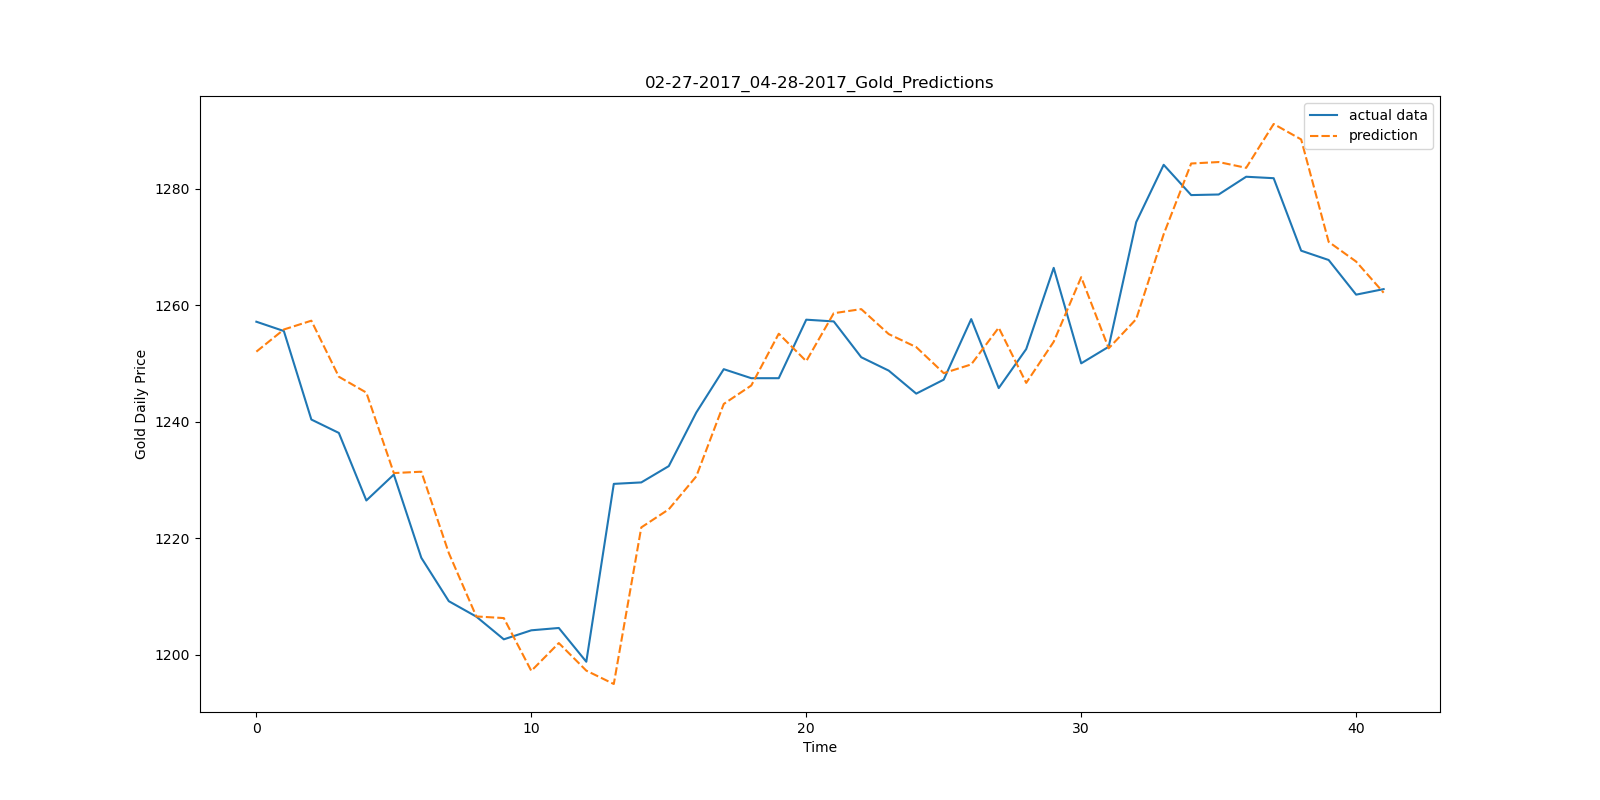 02-27-2017_04-28-2017_Gold_Predictions
actual data
prediction
Gold Daily Price
1280
1260
1240
1220
1200
0 10 20 30 40
Time